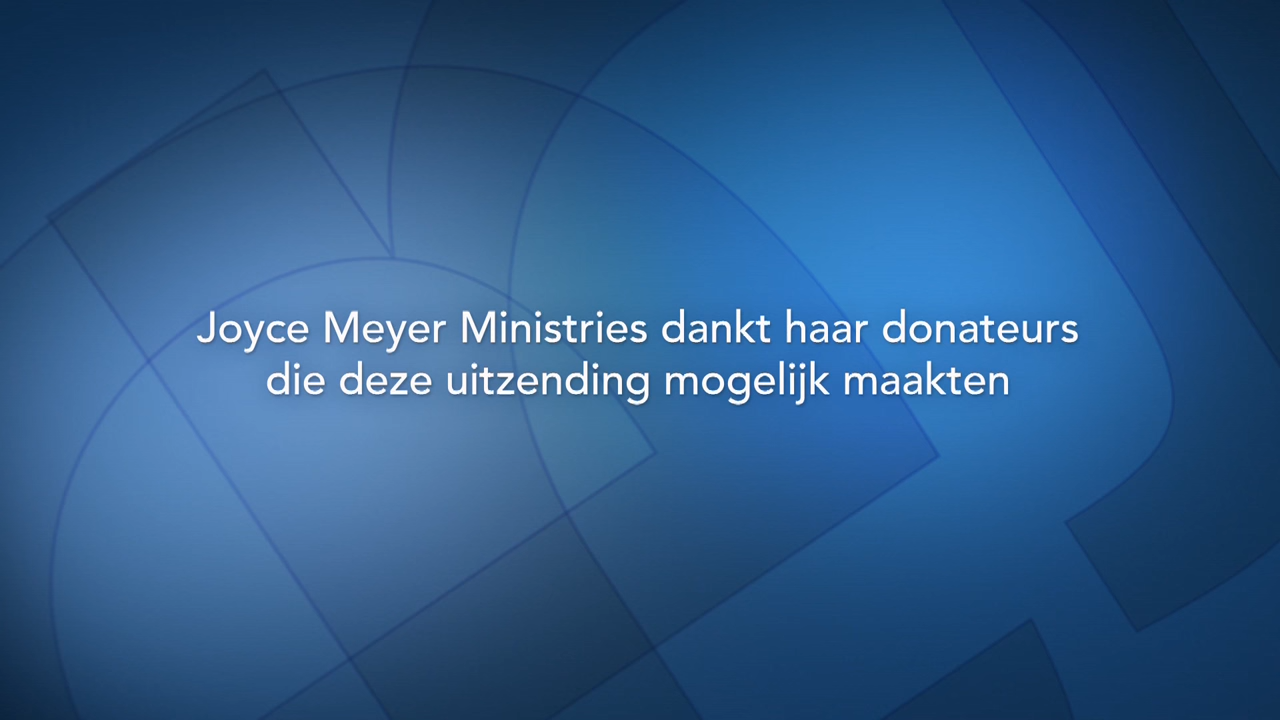 Joyce Meyer Ministries dankt haar donateurs
die deze uitzending mogelijk maakten